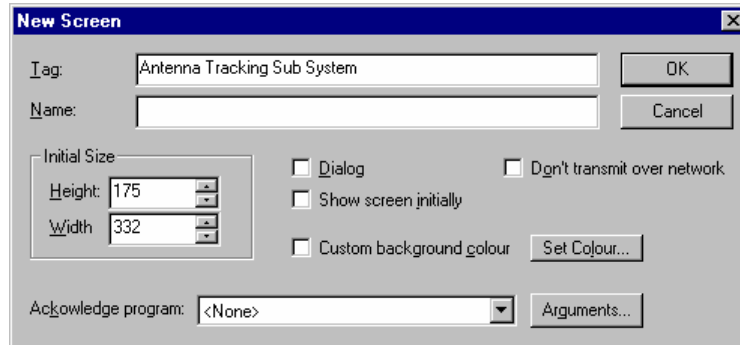 New Screen
Tag: Antenna Tracking Sub System OK
Name: Cancel
Initial Size
Height: 175
Width 332
Dialog Don't transmit over network
Show screen initially
Custom background colour Set Colour...
Ackowledge program: <None> Arguments...